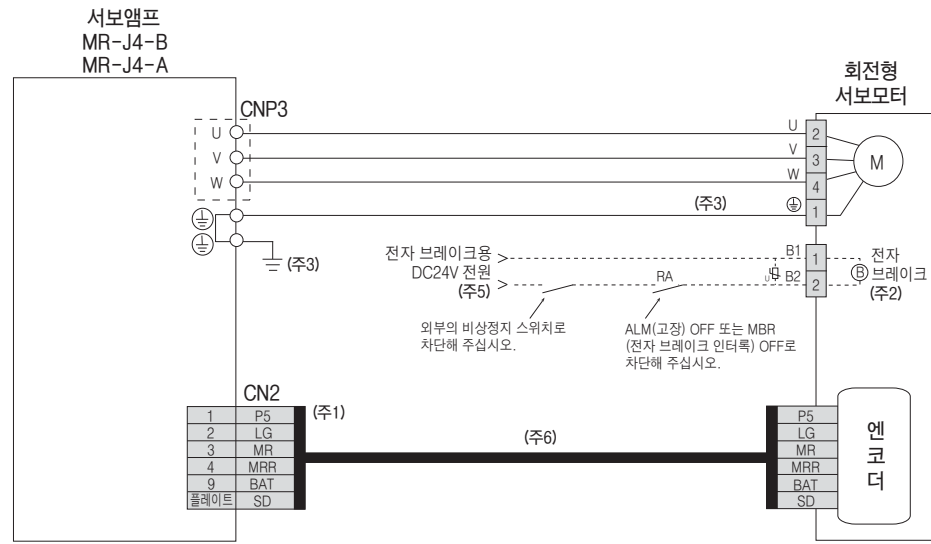 서보앰프
MR-J4-B
MR-J4-A
회전형
서보모터
CNP3
U
V
W
U
V
W
2
3
4
1
M
(주3)
(주3)
전자 브레이크용
DC24V 전원
(주5)
RA
B1
U
B2
1
2
B
전자
브레이크
(주2)
외부의 비상정지 스위치로
차단해 주십시오.
ALM(고장) OFF 또는 MBR
(전자 브레이크 인터록) OFF로
차단해 주십시오.
CN2
(주1)
1 P5
2 LG
3 MR
4 MRR
9 BAT
플레이트 SD
(주6)
P5
LG
MR
MRR
BAT
SD
엔
코
더